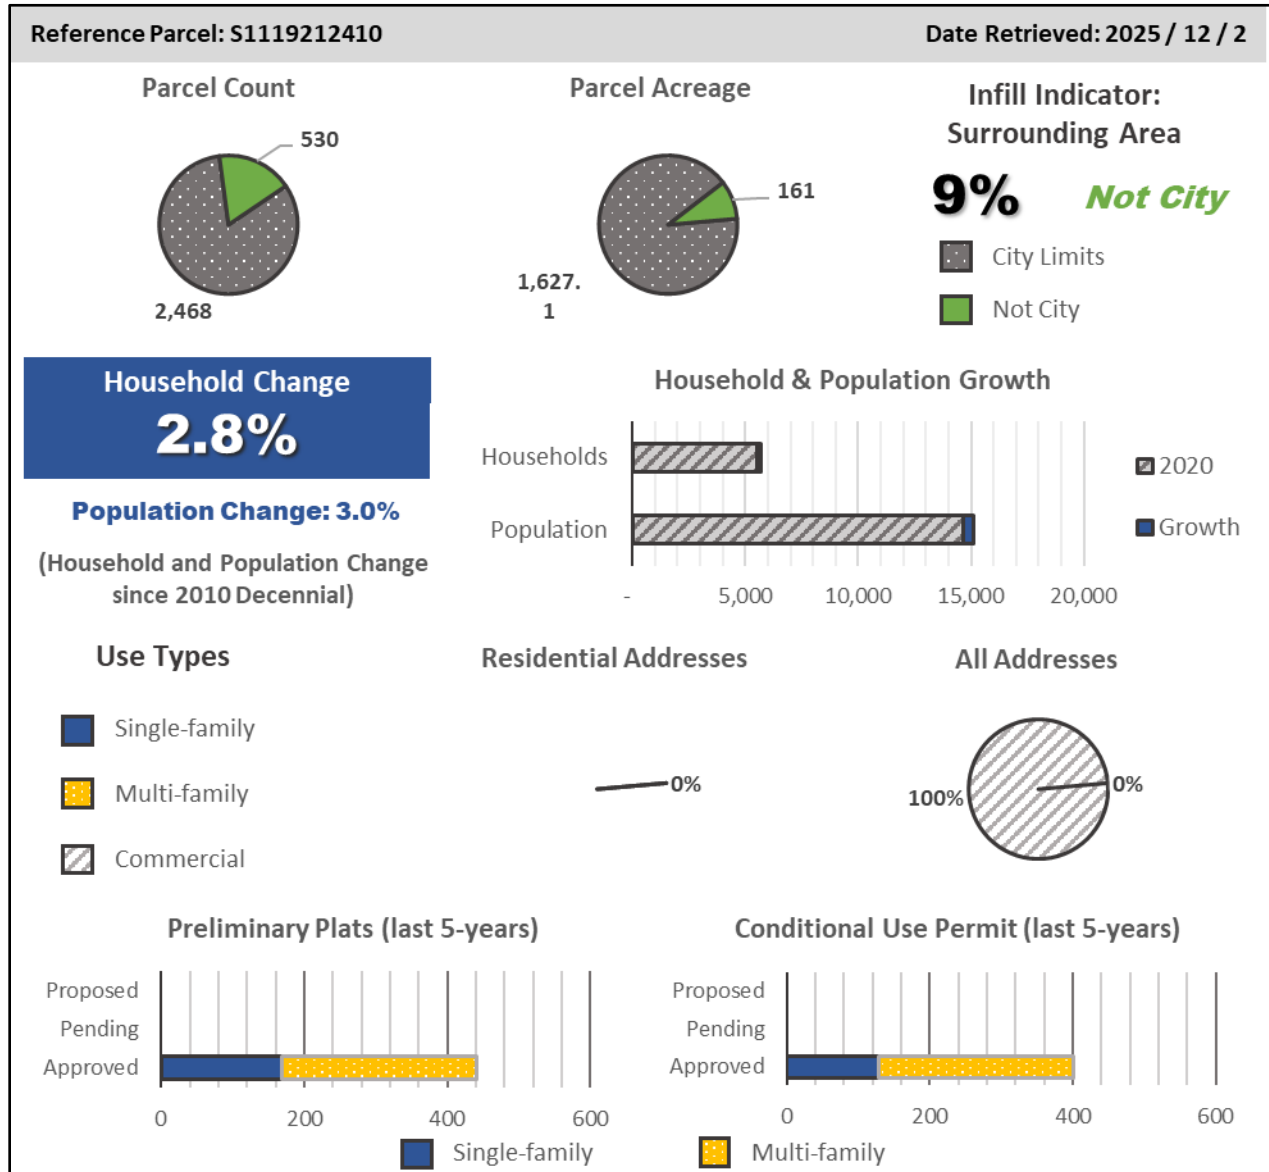 Reference Parcel: S1119212410
Date Retrieved: 2025 / 12 / 2
Parcel Count
530
2,468
Parcel Acreage
161
1,627.
1
Infill Indicator:
Surrounding Area
9% Not City
City Limits
Not City
Household Change
2.8%
Population Change: 3.0%
(Household and Population Change
since 2010 Decennial)
Household & Population Growth
Households
Population
- 5,000 10,000 15,000 20,000
2020
Growth
Use Types
Single-family
Multi-family
Commercial
Residential Addresses
0%
All Addresses
100%
0%
Preliminary Plats (last 5-years)
Proposed
Pending
Approved
0 200 400 600
Conditional Use Permit (last 5-years)
Proposed
Pending
Approved
0 200 400 600
Single-family
Multi-family